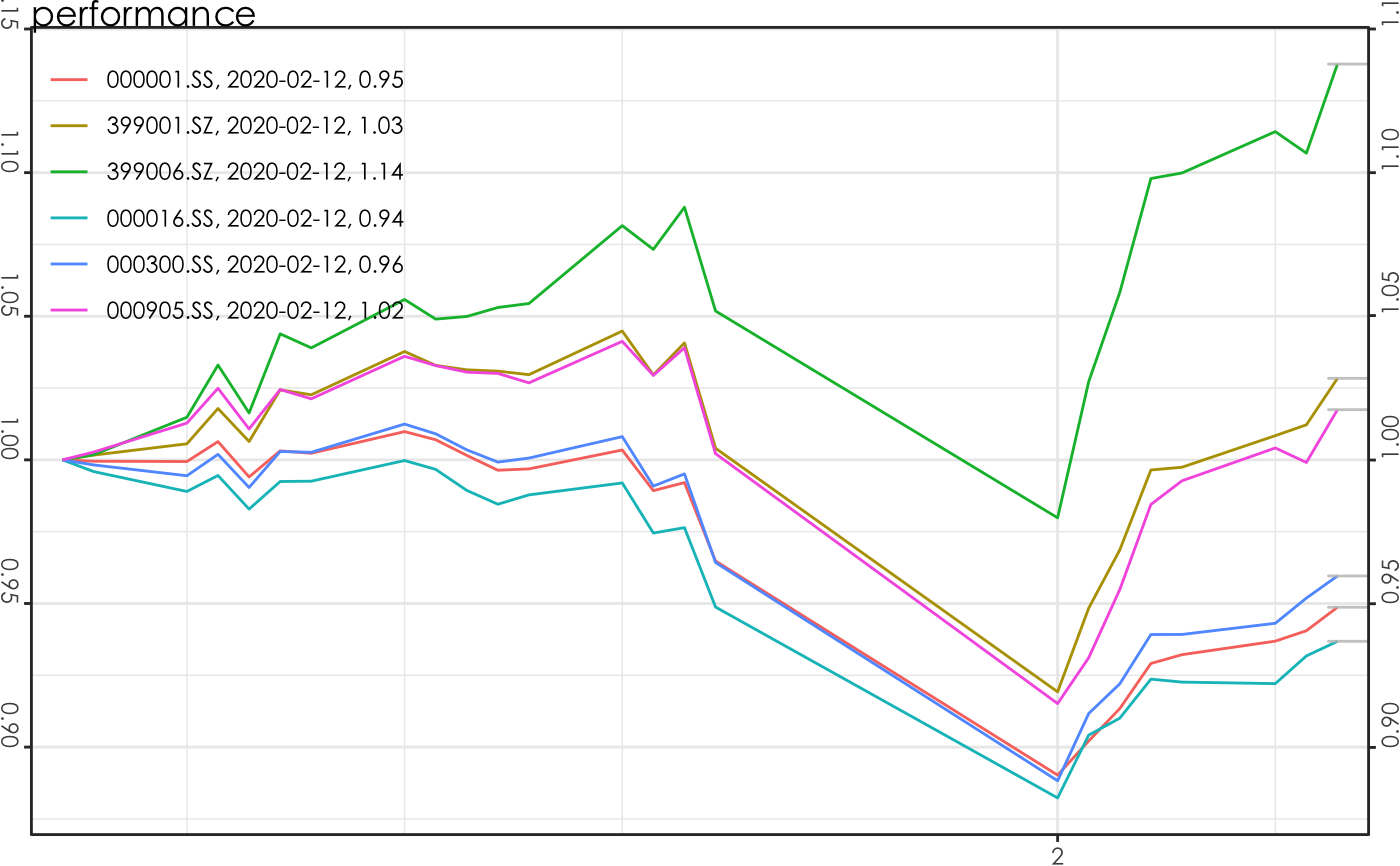 performance
000001.SS, 2020-02-12, 0.95
399001.SZ, 2020-02-12, 1.03
399006.SZ, 2020-02-12, 1.14
000016.SS, 2020-02-12, 0.94
000300.SS, 2020-02-12, 0.96
000905.SS, 2020-02-12, 1.02
1.10
1.05
1.00
0.95
0.90
1.10
1.05
1.00
0.95
0.90
2